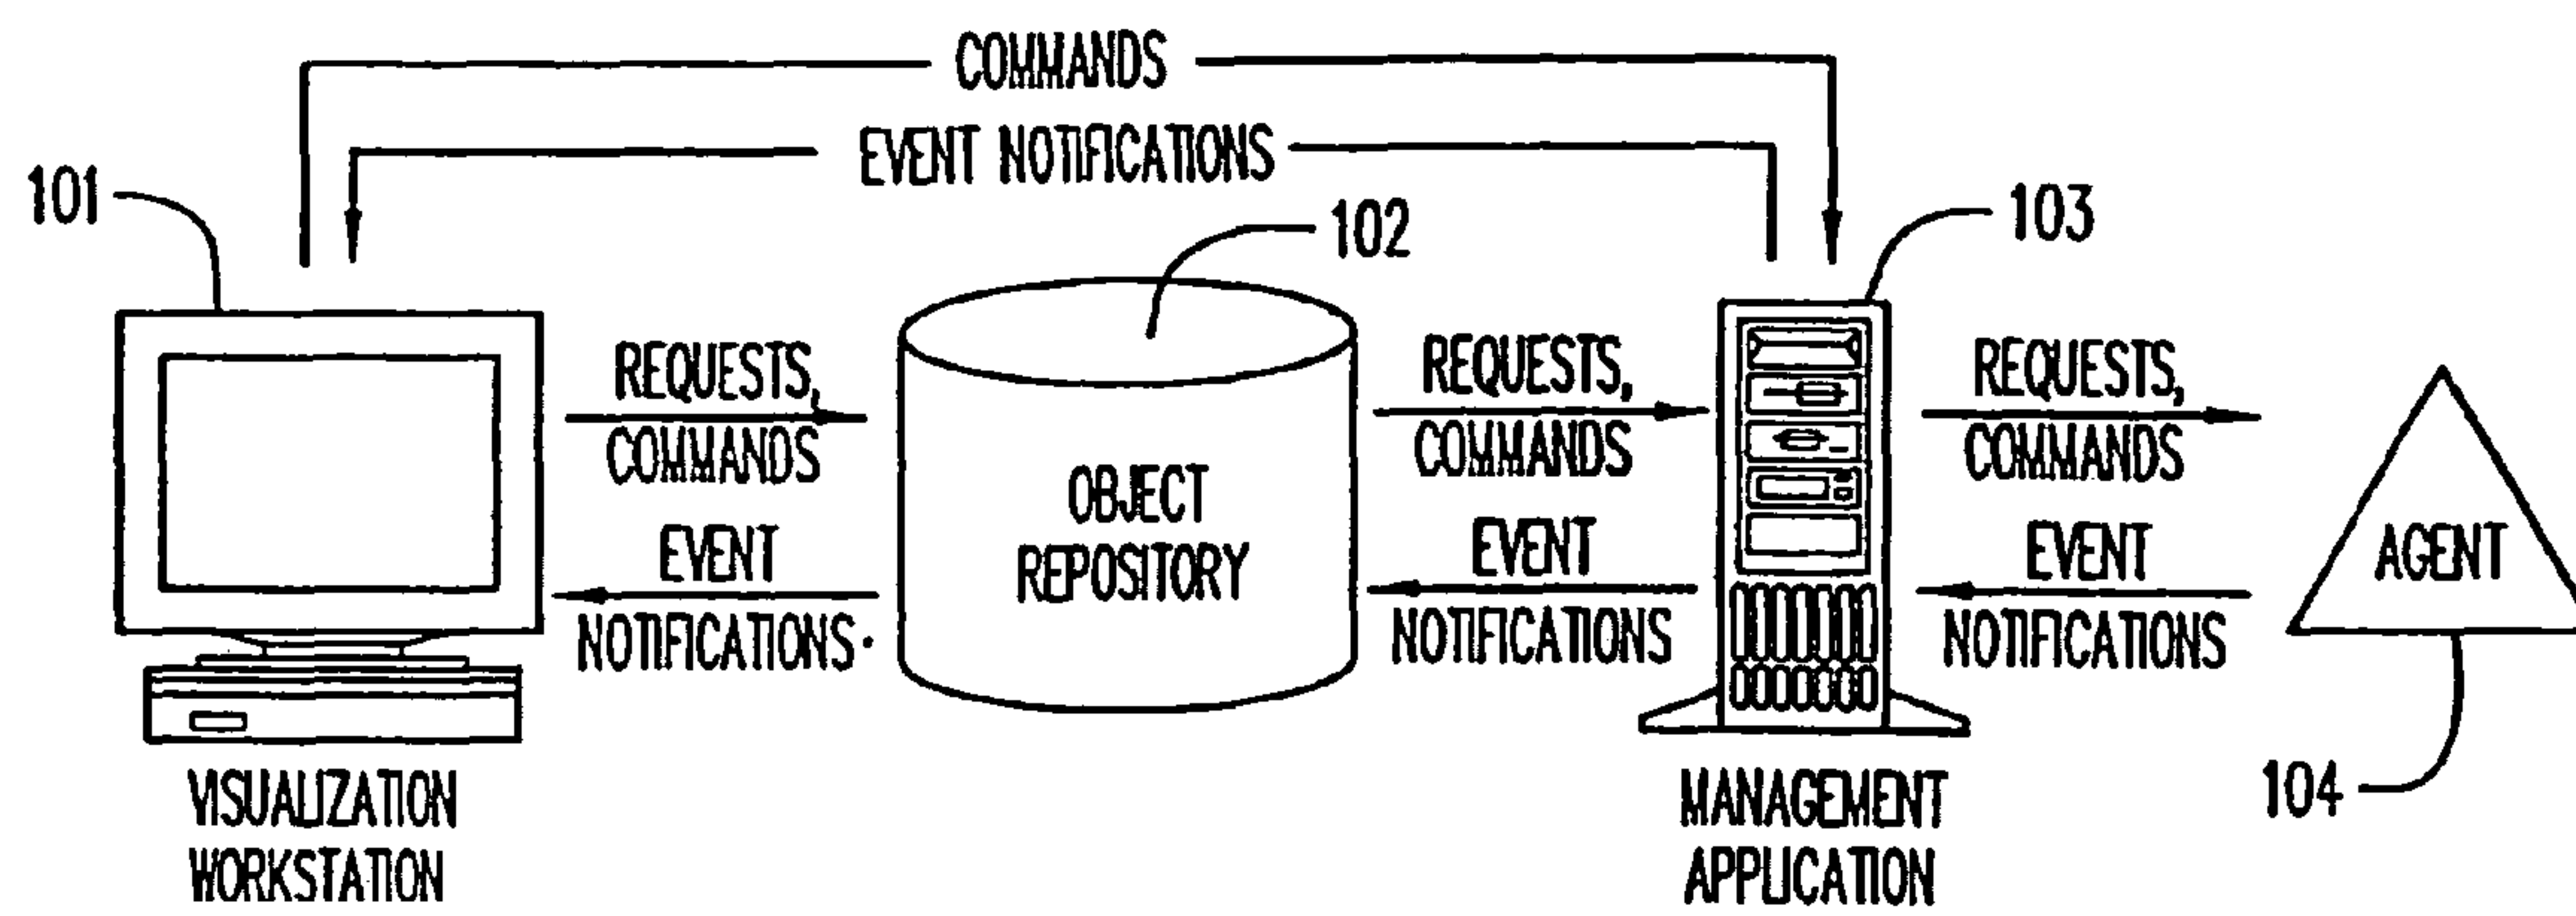 COMMANDS
EVENT NOTIFICATIONS
101
102
103
REQUESTS,
COMMANDS
EVENT
NOTIFICATIONS
OBJECT
REPOSITORY
REQUESTS,
COMMANDS
EVENT
NOTIFICATIONS
REQUESTS,
COMMANDS
EVENT
NOTIFICATIONS
AGENT
104
VISUALIZATION
WORKSTATION
MANAGEMENT
APPLICATION